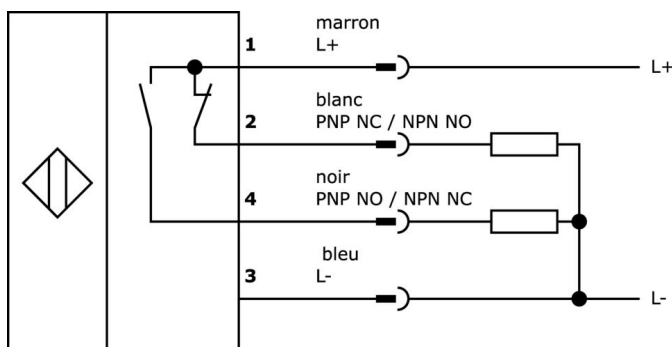 marron
1 L+
L+
blanc
2 PNP NC / NPN NO
noir
4 PNP NO / NPN NC
bleu
3 L-
L-